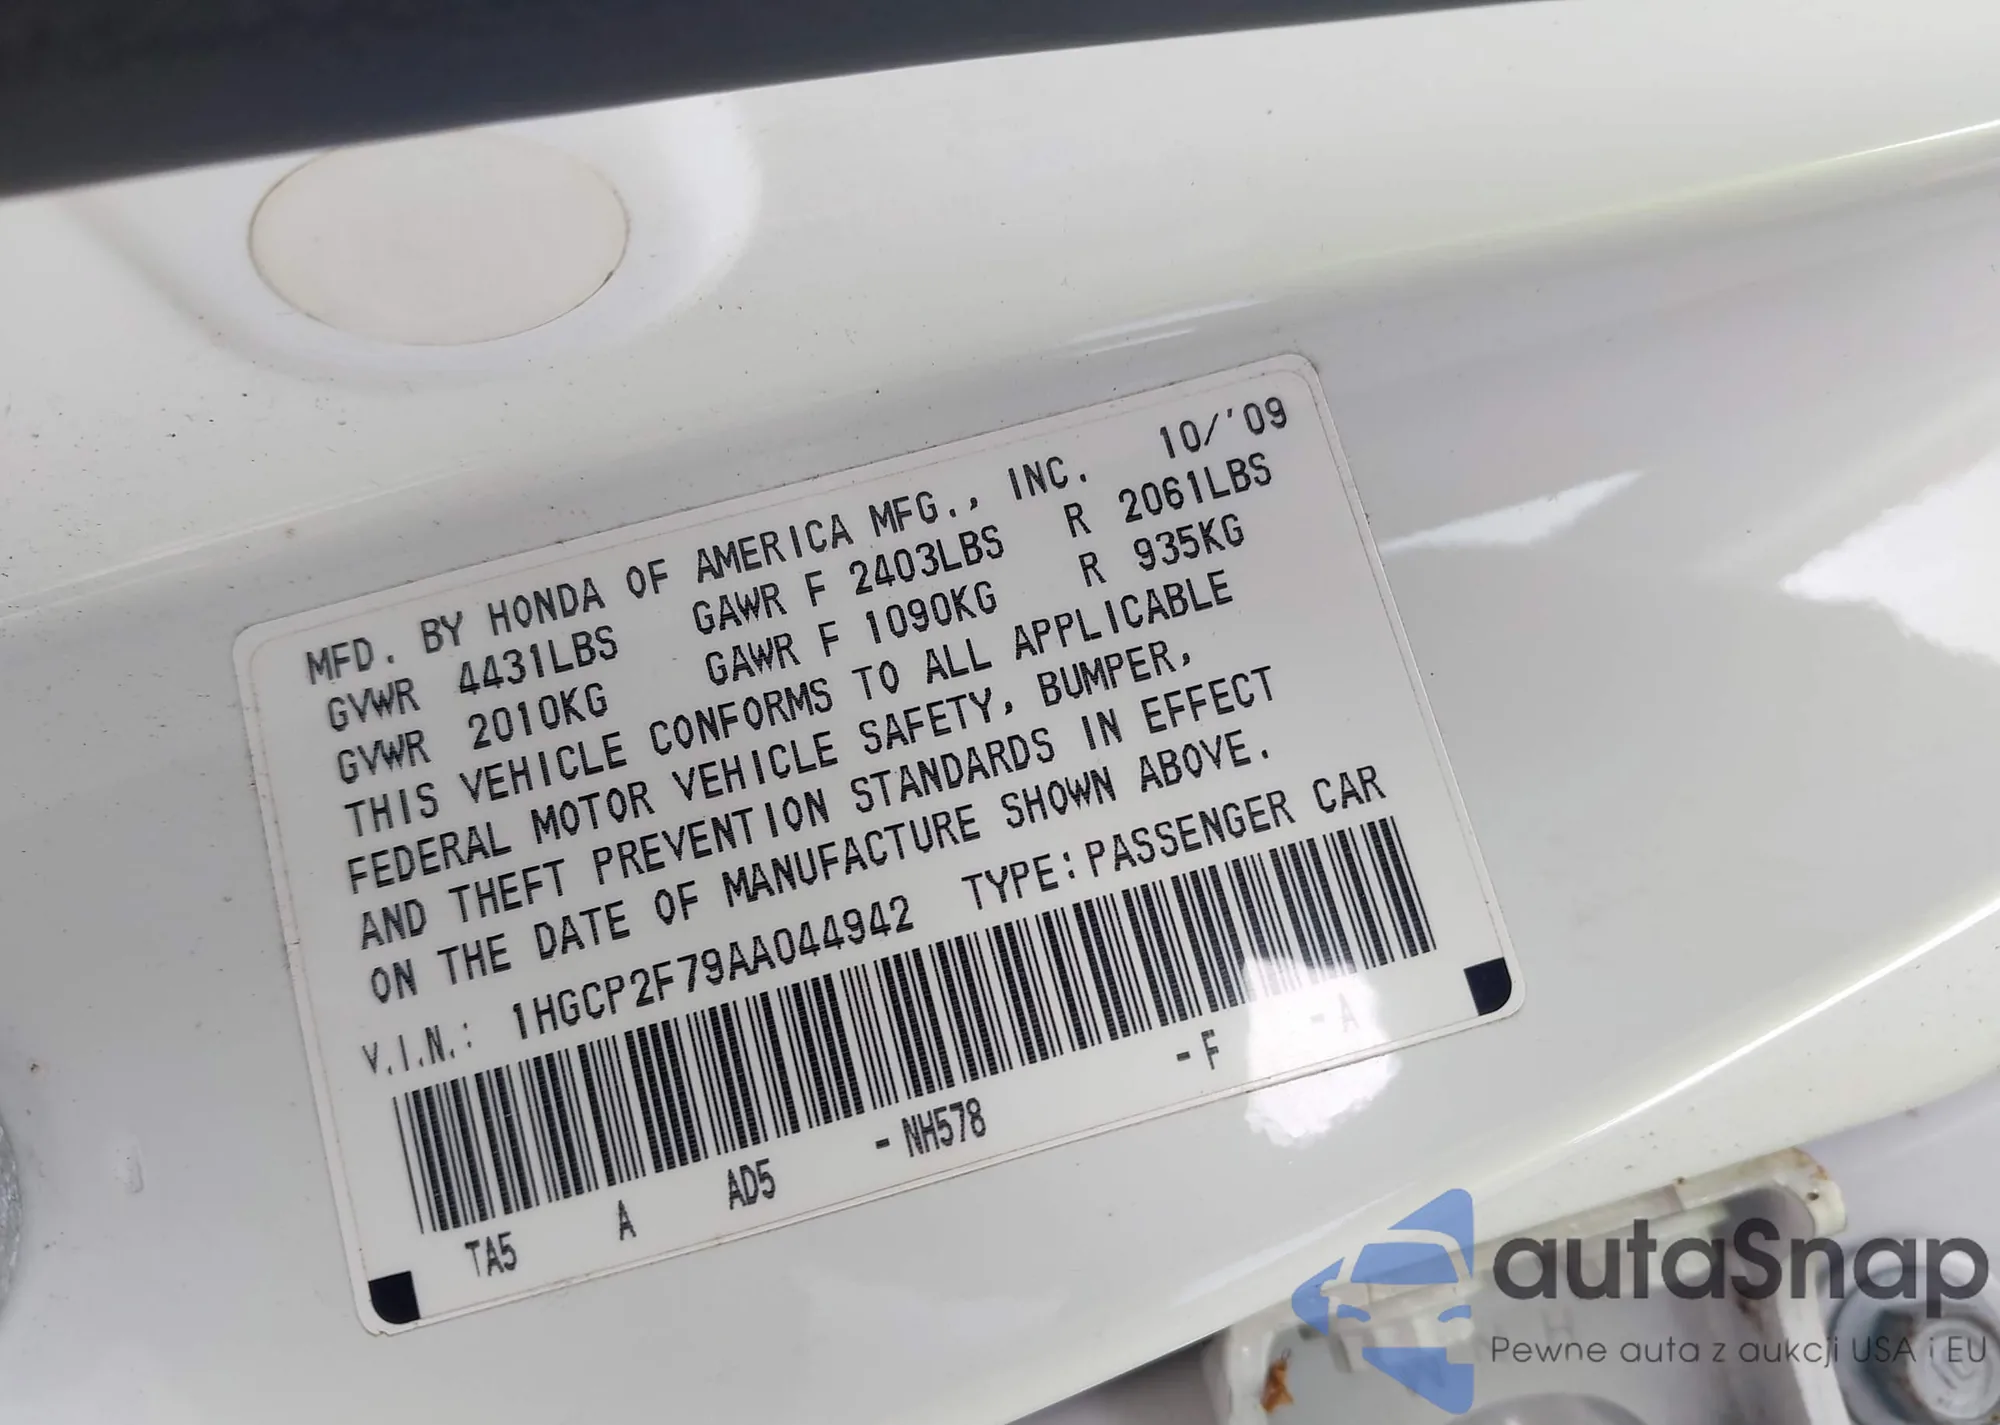 MFD. BY HONDA OF AMERICA MFG., INC. 10/'09
GVWR 4431LBS GAWR F 2403LBS R 2061LBS
GVWR 2010KG GAWR F 1090KG R 935KG
THIS VEHICLE CONFORMS TO ALL APPLICABLE
FEDERAL MOTOR VEHICLE SAFETY, BUMPER,
AND THEFT PREVENTION STANDARDS IN EFFECT
ON THE DATE OF MANUFACTURE SHOWN ABOVE.
V.I.N.: 1HGCP2F79AA044942 TYPE:PASSENGER CAR
TA5 A AD5 -NH578 -F -A
autaSnap
Pewne auta z aukcji USA i EU